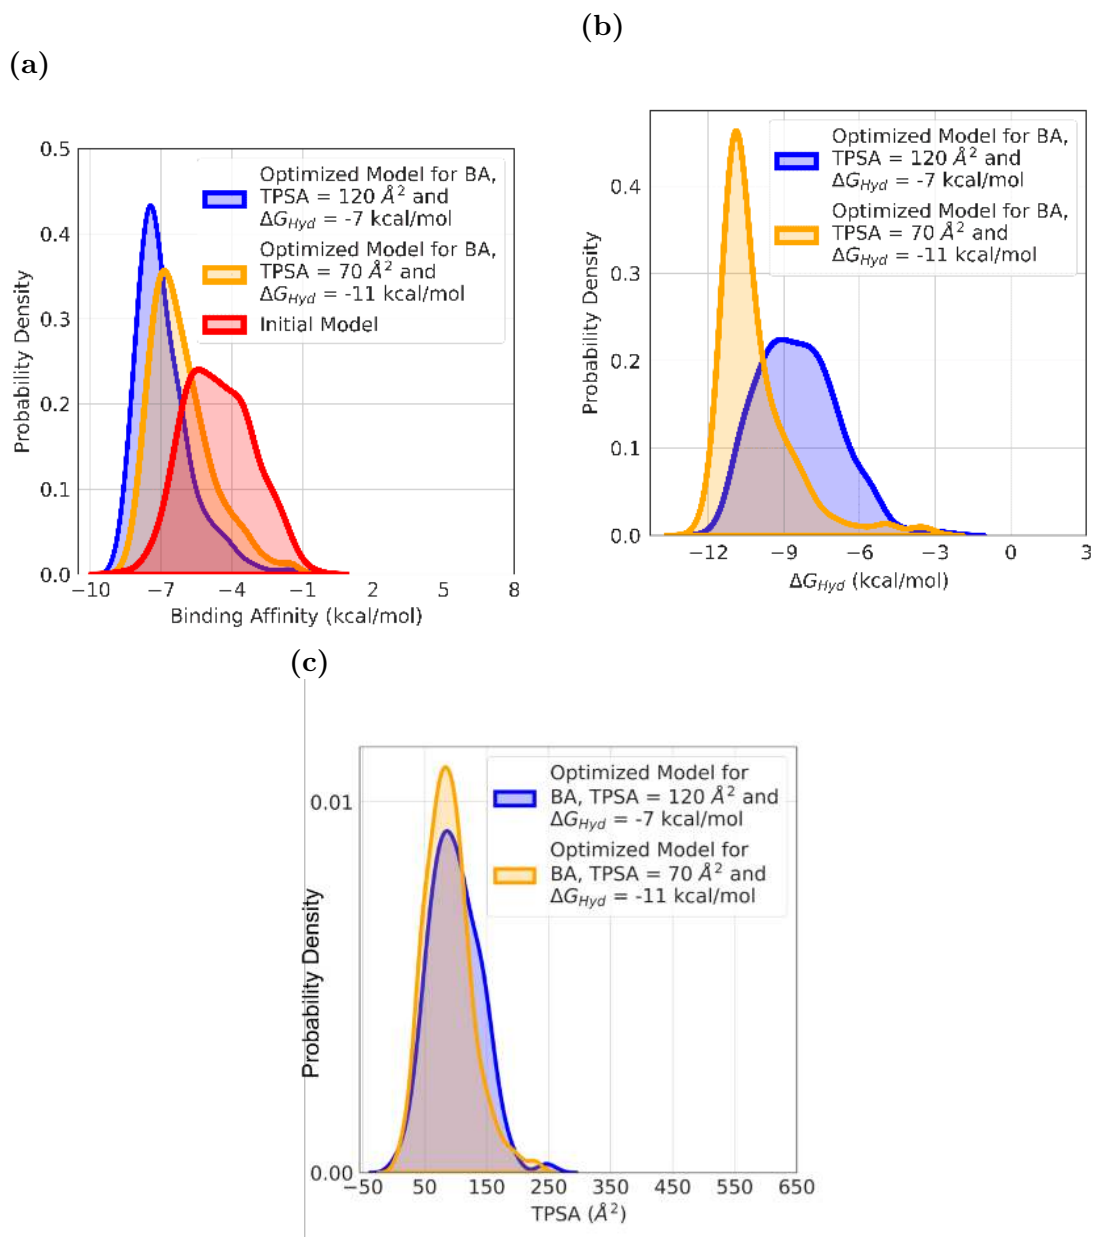 (b)
(a)
0.5
0.4
0.3
0.2
0.1
0.0
Probability Density
Optimized Model for BA,
TPSA = 120 Å² and
ΔG_Hyd = -7 kcal/mol
Optimized Model for BA,
TPSA = 70 Å² and
ΔG_Hyd = -11 kcal/mol
Initial Model
−10 −7 −4 −1 2 5 8
Binding Affinity (kcal/mol)
0.4
0.3
0.2
0.1
0.0
Probability Density
Optimized Model for BA,
TPSA = 120 Å² and
ΔG_Hyd = -7 kcal/mol
Optimized Model for BA,
TPSA = 70 Å² and
ΔG_Hyd = -11 kcal/mol
−12 −9 −6 −3 0 3
ΔG_Hyd (kcal/mol)
(c)
0.01
0.00
Probability Density
Optimized Model for
BA, TPSA = 120 Å² and
ΔG_Hyd = -7 kcal/mol
Optimized Model for
BA, TPSA = 70 Å² and
ΔG_Hyd = -11 kcal/mol
−50 50 150 250 350 450 550 650
TPSA (Å²)